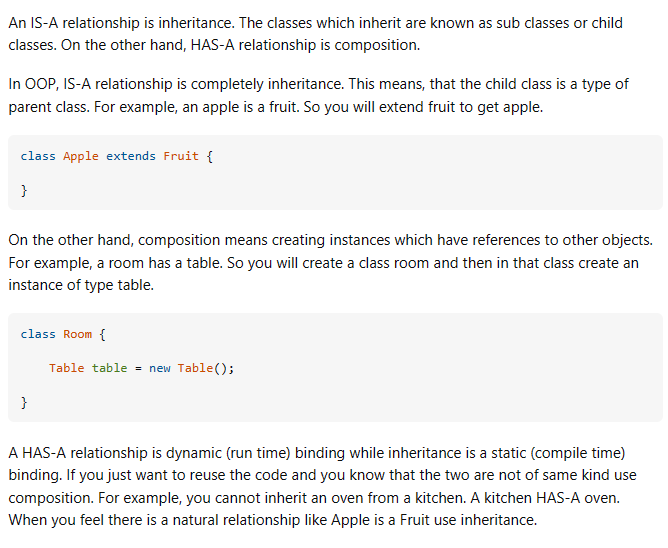 An IS-A relationship is inheritance. The classes which inherit are known as sub classes or child
classes. On the other hand, HAS-A relationship is composition.
In OOP, IS-A relationship is completely inheritance. This means, that the child class is a type of
parent class. For example, an apple is a fruit. So you will extend fruit to get apple.
class Apple extends Fruit {
}
On the other hand, composition means creating instances which have references to other objects.
For example, a room has a table. So you will create a class room and then in that class create an
instance of type table.
class Room {
    Table table = new Table();
}
A HAS-A relationship is dynamic (run time) binding while inheritance is a static (compile time)
binding. If you just want to reuse the code and you know that the two are not of same kind use
composition. For example, you cannot inherit an oven from a kitchen. A kitchen HAS-A oven.
When you feel there is a natural relationship like Apple is a Fruit use inheritance.